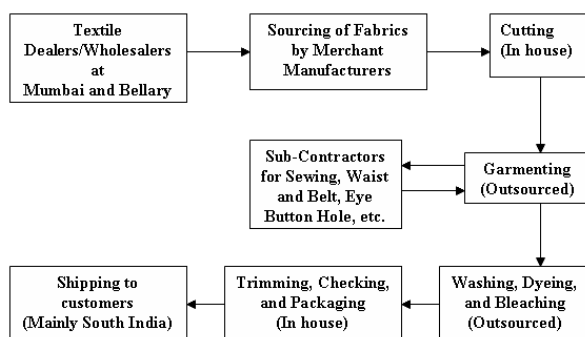 Textile
Dealers/Wholesalers
at
Mumbai and Bellary
Sourcing of Fabrics
by Merchant
Manufacturers
Cutting
(In house)
Sub-Contractors
for Sewing, Waist
and Belt, Eye
Button Hole, etc.
Garmenting
(Outsourced)
Washing, Dyeing,
and Bleaching
(Outsourced)
Trimming, Checking,
and Packaging
(In house)
Shipping to
customers
(Mainly South India)